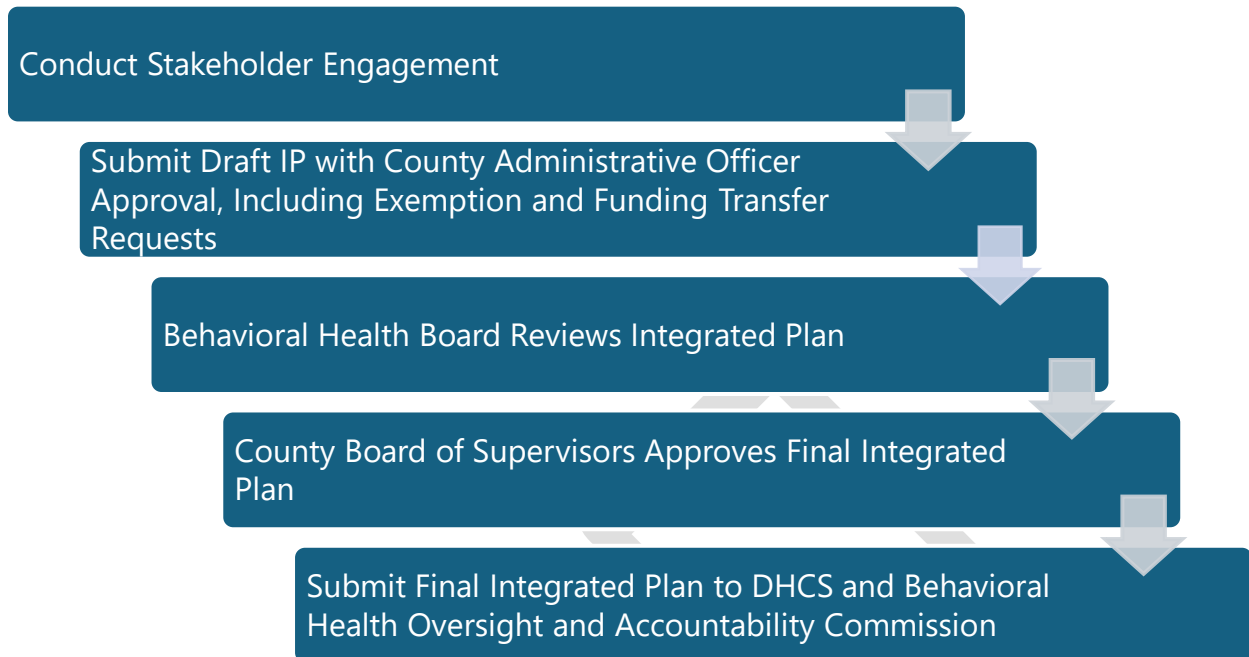 Conduct Stakeholder Engagement
Submit Draft IP with County Administrative Officer
Approval, Including Exemption and Funding Transfer
Requests
Behavioral Health Board Reviews Integrated Plan
County Board of Supervisors Approves Final Integrated
Plan
Submit Final Integrated Plan to DHCS and Behavioral
Health Oversight and Accountability Commission